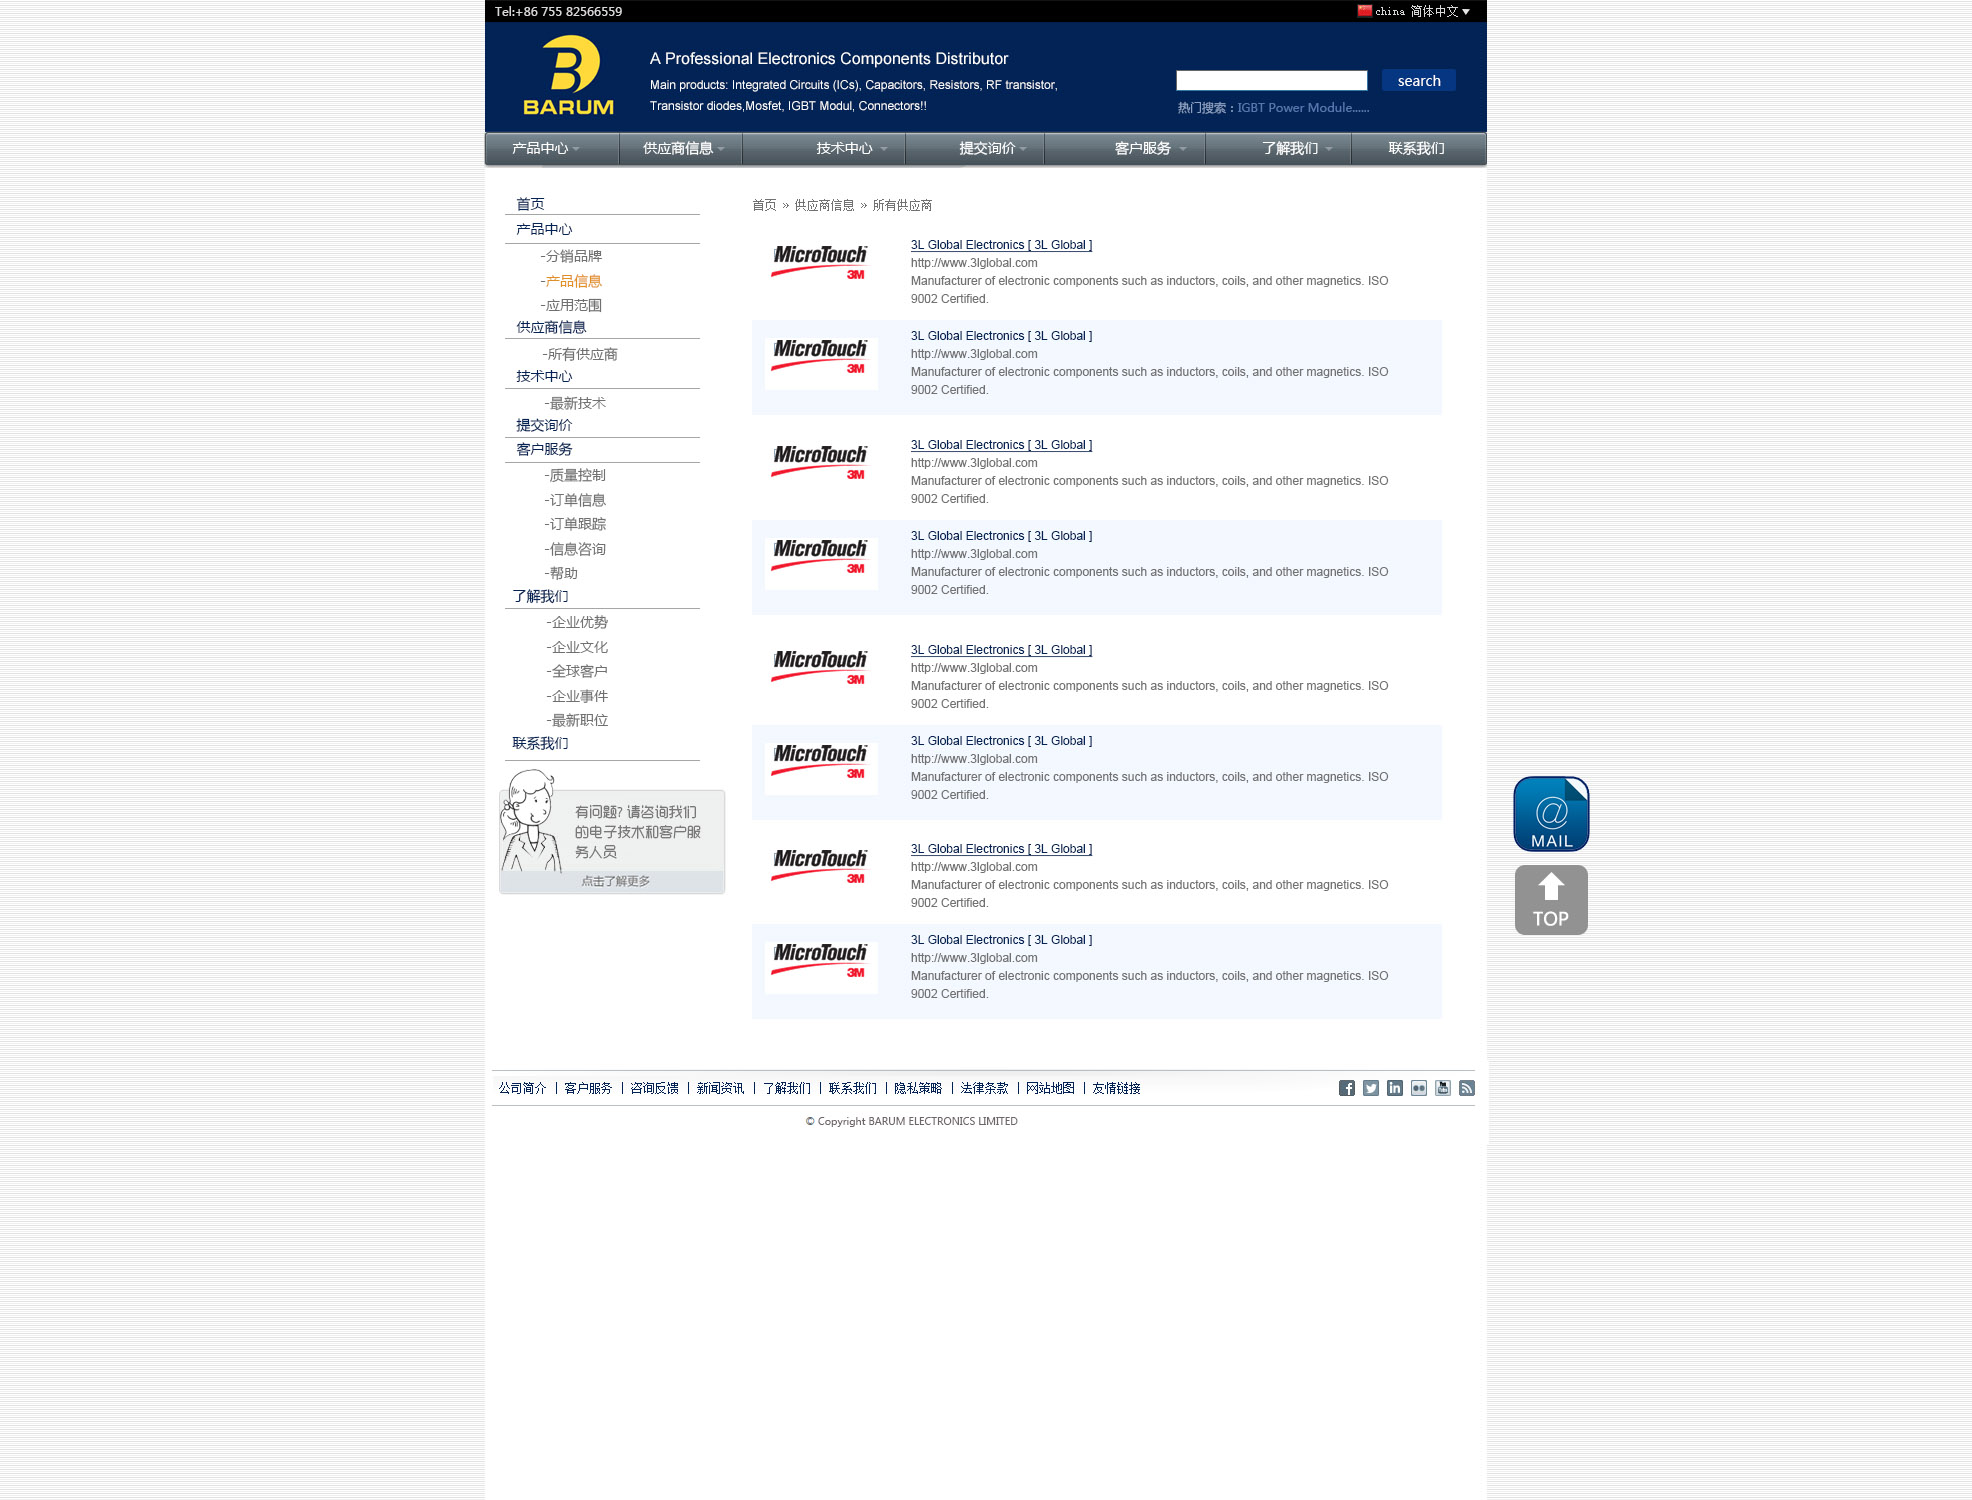 Tel:+86 755 82566559
china 简体中文
BARUM
A Professional Electronics Components Distributor
Main products: Integrated Circuits (ICs), Capacitors, Resistors, RF transistor,
Transistor diodes,Mosfet, IGBT Modul, Connectors!!
search
热门搜索：IGBT Power Module......
产品中心 供应商信息 技术中心 提交询价 客户服务 了解我们 联系我们
首页
产品中心
-分销品牌
-产品信息
-应用范围
供应商信息
-所有供应商
技术中心
-最新技术
提交询价
客户服务
-质量控制
-订单信息
-订单跟踪
-信息咨询
-帮助
了解我们
-企业优势
-企业文化
-全球客户
-企业事件
-最新职位
联系我们
有问题? 请咨询我们
的电子技术和客户服
务人员
点击了解更多
首页 » 供应商信息 » 所有供应商
MicroTouch
3M
3L Global Electronics [ 3L Global ]
http://www.3lglobal.com
Manufacturer of electronic components such as inductors, coils, and other magnetics. ISO
9002 Certified.
MicroTouch
3M
3L Global Electronics [ 3L Global ]
http://www.3lglobal.com
Manufacturer of electronic components such as inductors, coils, and other magnetics. ISO
9002 Certified.
MicroTouch
3M
3L Global Electronics [ 3L Global ]
http://www.3lglobal.com
Manufacturer of electronic components such as inductors, coils, and other magnetics. ISO
9002 Certified.
MicroTouch
3M
3L Global Electronics [ 3L Global ]
http://www.3lglobal.com
Manufacturer of electronic components such as inductors, coils, and other magnetics. ISO
9002 Certified.
MicroTouch
3M
3L Global Electronics [ 3L Global ]
http://www.3lglobal.com
Manufacturer of electronic components such as inductors, coils, and other magnetics. ISO
9002 Certified.
MicroTouch
3M
3L Global Electronics [ 3L Global ]
http://www.3lglobal.com
Manufacturer of electronic components such as inductors, coils, and other magnetics. ISO
9002 Certified.
MicroTouch
3M
3L Global Electronics [ 3L Global ]
http://www.3lglobal.com
Manufacturer of electronic components such as inductors, coils, and other magnetics. ISO
9002 Certified.
MicroTouch
3M
3L Global Electronics [ 3L Global ]
http://www.3lglobal.com
Manufacturer of electronic components such as inductors, coils, and other magnetics. ISO
9002 Certified.
@
MAIL
TOP
公司简介 | 客户服务 | 咨询反馈 | 新闻资讯 | 了解我们 | 联系我们 | 隐私策略 | 法律条款 | 网站地图 | 友情链接
© Copyright BARUM ELECTRONICS LIMITED